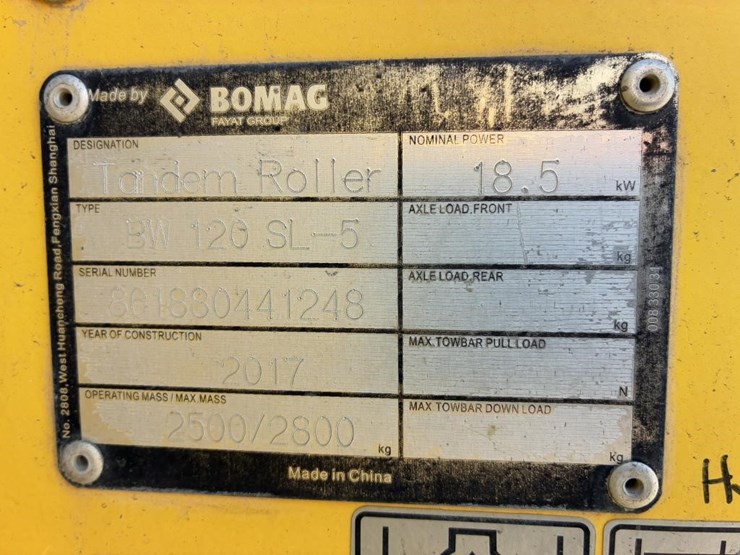 Made by BOMAG
FAYAT GROUP
DESIGNATION
Tandem Roller
NOMINAL POWER
18.5 kW
TYPE
BW 120 SL-5
AXLE LOAD,FRONT
kg
SERIAL NUMBER
861880441248
AXLE LOAD,REAR
kg
YEAR OF CONSTRUCTION
2017
MAX.TOWBAR PULL LOAD
N
OPERATING MASS / MAX.MASS
2500/2800 kg
MAX TOWBAR DOWN LOAD
kg
Made in China
No. 2808,West Huancheng Road,Fengxian Shanghai
008 330 31